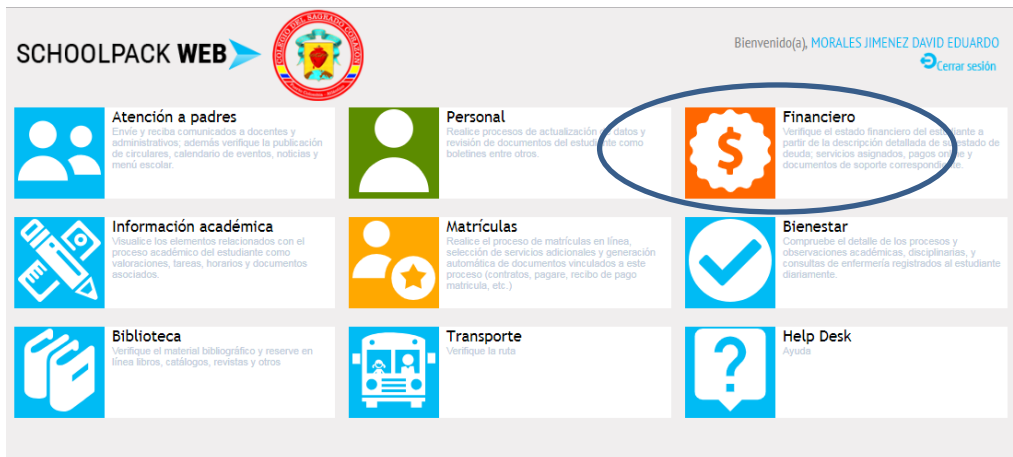 SCHOOLPACK WEB
COLEGIO DEL SAGRADO CORAZON
Bienvenido(a), MORALES JIMENEZ DAVID EDUARDO
Cerrar sesión
Atención a padres
Envíe y reciba comunicados a docentes y
administrativos; además verifique la publicación
de circulares, calendario de eventos, noticias y
menú escolar.
Personal
Realice procesos de actualización de datos y
revisión de documentos del estudiante como
boletines entre otros.
Financiero
Verifique el estado financiero del estudiante a
partir de la descripción detallada de su estado de
deuda; servicios asignados, pagos online y
documentos de soporte correspondiente.
Información académica
Visualice los elementos relacionados con el
proceso académico del estudiante como
valoraciones, tareas, horarios y documentos
asociados.
Matrículas
Realice el proceso de matrículas en línea,
selección de servicios adicionales y generación
automática de documentos vinculados a este
proceso (contratos, pagare, recibo de pago
matricula, etc.)
Bienestar
Compruebe el detalle de los procesos y
observaciones académicas, disciplinarias, y
consultas de enfermería registrados al estudiante
diariamente.
Biblioteca
Verifique el material bibliográfico y reserve en
línea libros, catálogos, revistas y otros
Transporte
Verifique la ruta
Help Desk
Ayuda